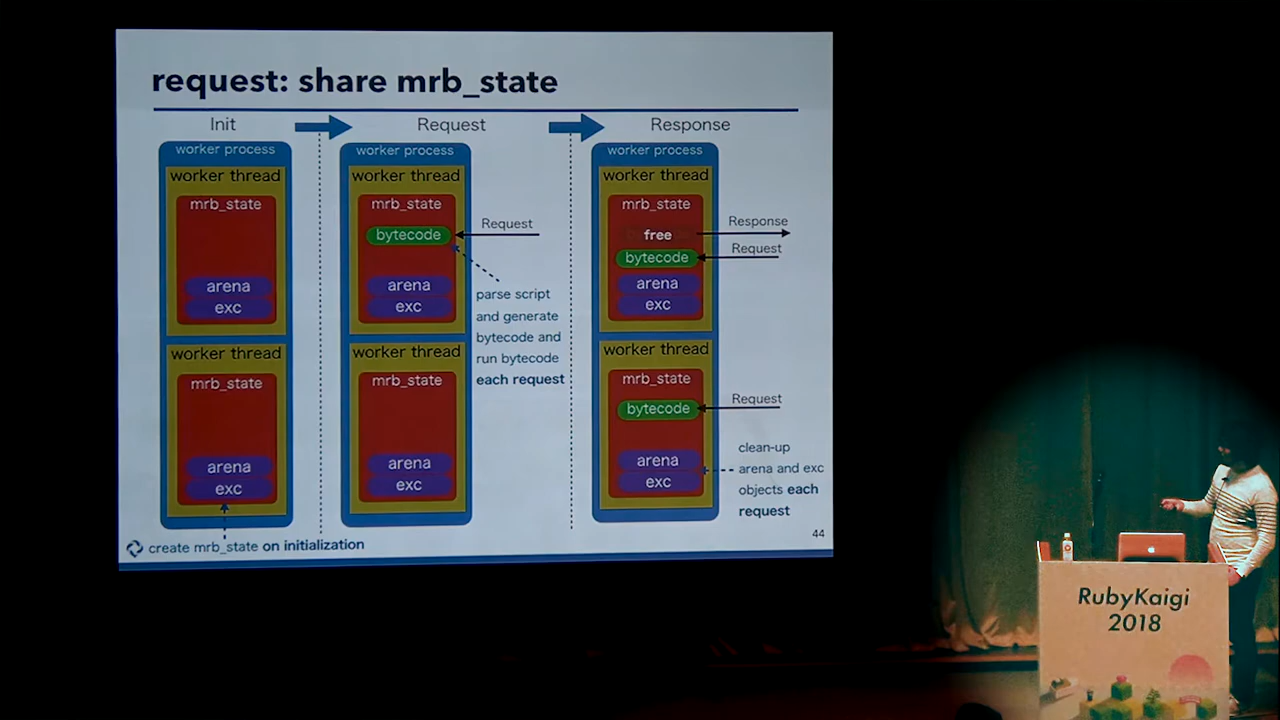 request: share mrb_state
Init
Request
Response
worker process
worker thread
mrb_state
arena
exc
worker thread
mrb_state
arena
exc
create mrb_state on initialization
worker process
worker thread
mrb_state
bytecode
arena
exc
worker thread
mrb_state
arena
exc
Request
parse script
and generate
bytecode and
run bytecode
each request
worker process
worker thread
mrb_state
free
bytecode
arena
exc
worker thread
mrb_state
bytecode
arena
exc
Response
Request
Request
clean-up
arena and exc
objects each
request
44
RubyKaigi
2018